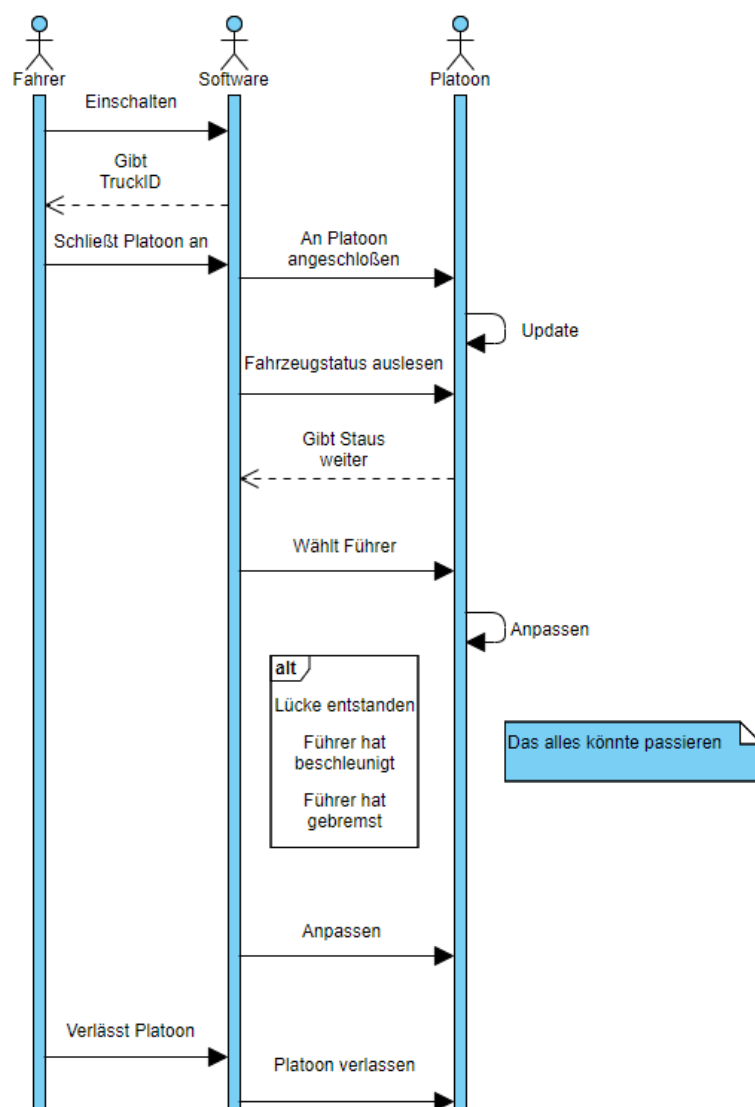 Fahrer
Software
Platoon
Einschalten
Gibt
TruckID
Schließt Platoon an
An Platoon
angeschloßen
Update
Fahrzeugstatus auslesen
Gibt Staus
weiter
Wählt Führer
Anpassen
alt
Lücke entstanden
Führer hat
beschleunigt
Führer hat
gebremst
Das alles könnte passieren
Anpassen
Verlässt Platoon
Platoon verlassen